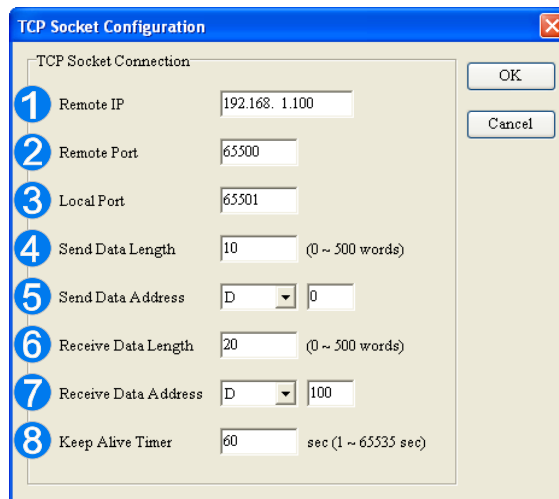 TCP Socket Configuration
TCP Socket Connection
OK
Cancel
1 Remote IP 192.168. 1.100
2 Remote Port 65500
3 Local Port 65501
4 Send Data Length 10 (0 ~ 500 words)
5 Send Data Address D 0
6 Receive Data Length 20 (0 ~ 500 words)
7 Receive Data Address D 100
8 Keep Alive Timer 60 sec (1 ~ 65535 sec)